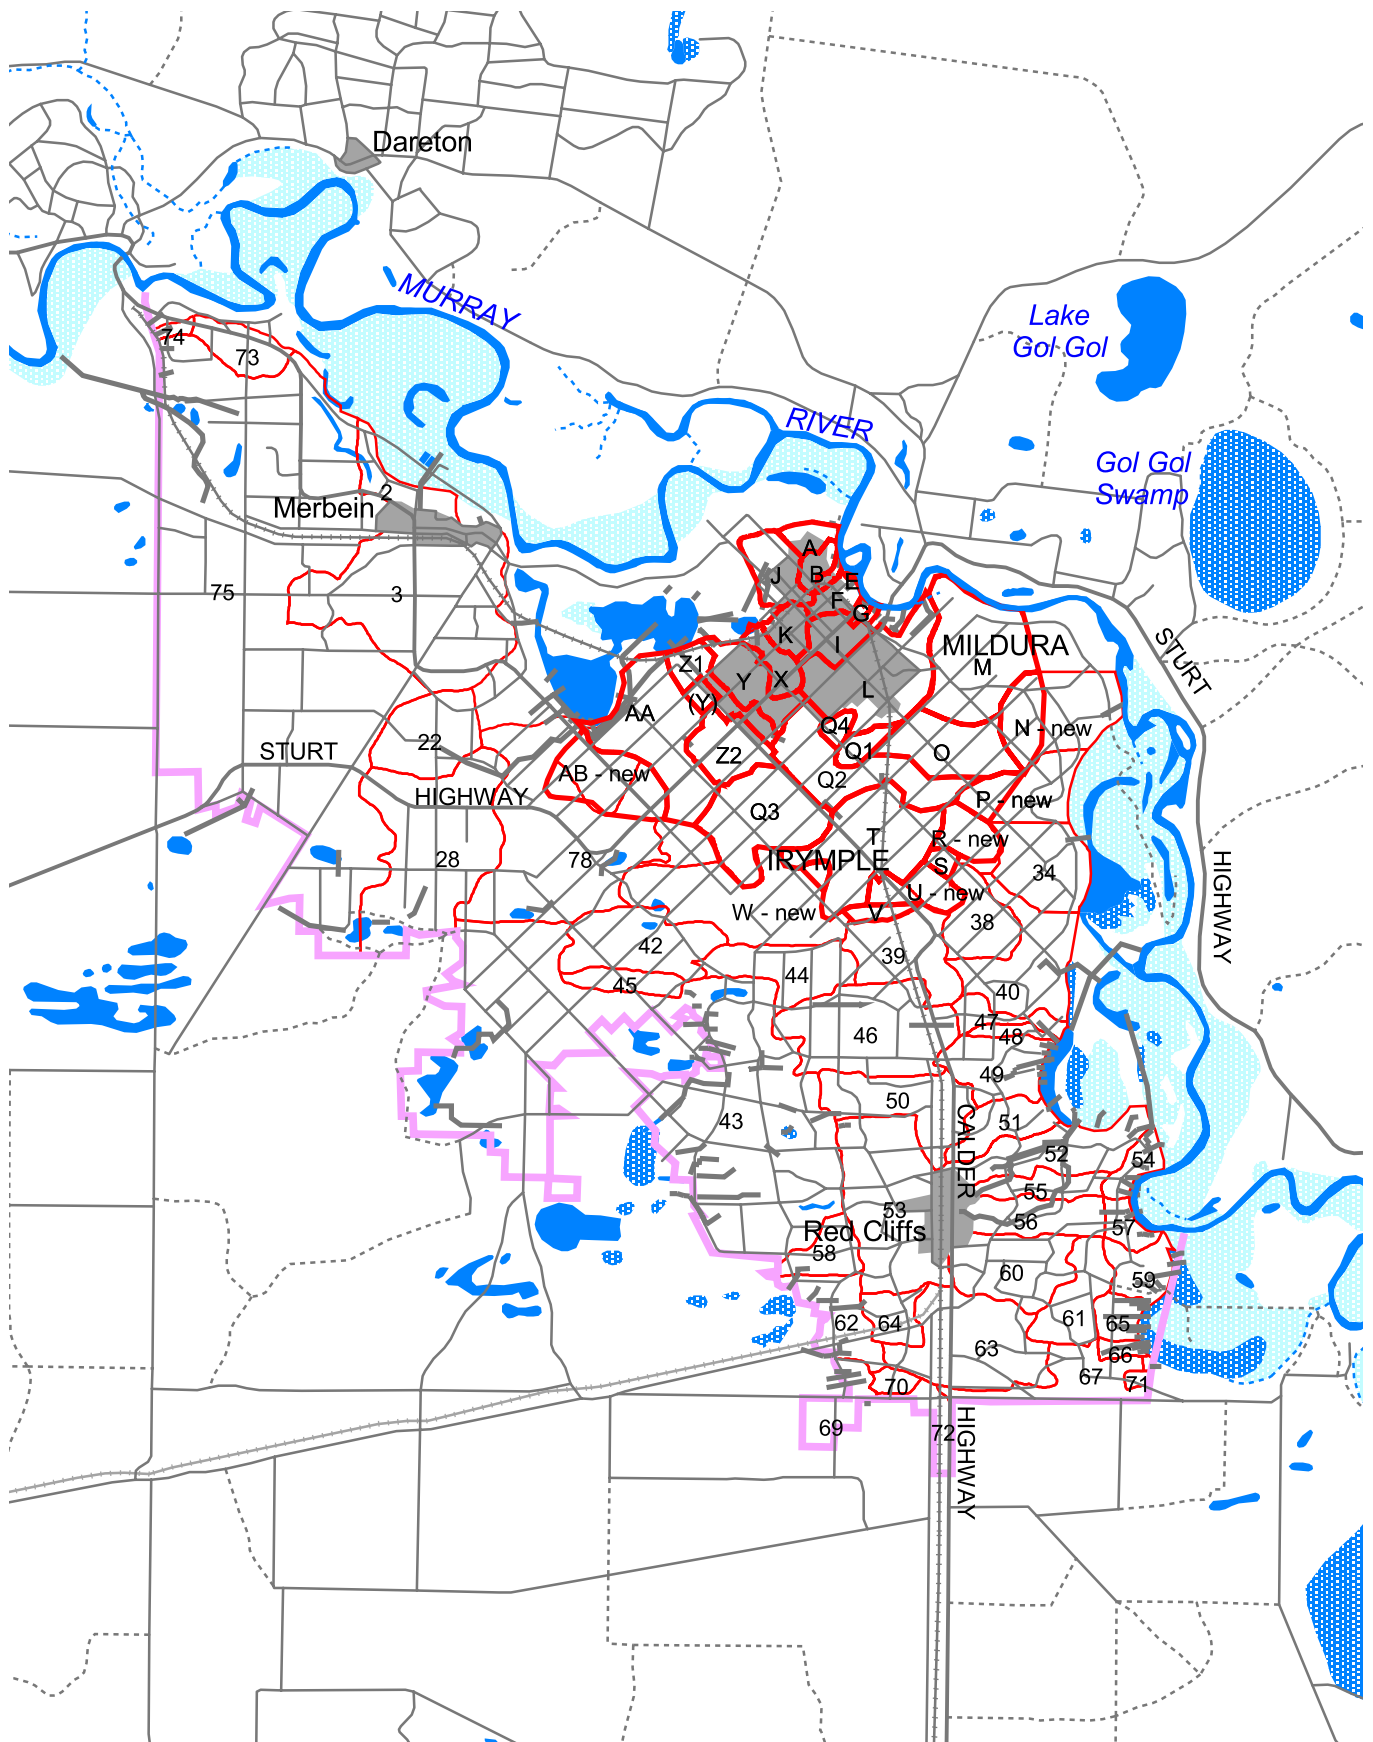 Dareton
MURRAY
Lake
Gol Gol
74
73
RIVER
Gol Gol
Swamp
2
Merbein
A
J
B
E
75
3
F
G
K
I
MILDURA
STURT
Z1
M
Y
X
L
(Y)
AA
Q4
N - new
22
STURT
Q1
O
Z2
AB - new
Q2
HIGHWAY
P - new
Q3
T
R - new
28
78
IRYMPLE
S
34
HIGHWAY
U - new
W - new
V
38
42
39
44
45
40
47
46
48
49
50
43
CALDER
51
52
54
55
53
56
57
Red Cliffs
58
60
59
61
62
64
65
63
66
67
70
71
69
72
HIGHWAY